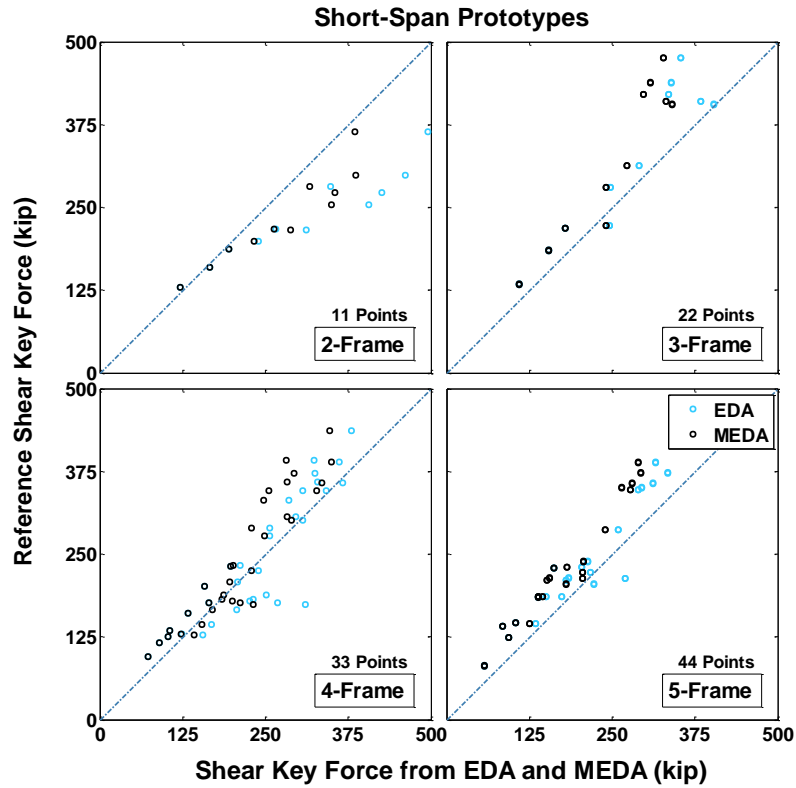 Short-Span Prototypes
Reference Shear Key Force (kip)
500
375
250
125
0
11 Points
2-Frame
22 Points
3-Frame
500
375
250
125
0
33 Points
4-Frame
EDA
MEDA
44 Points
5-Frame
0 125 250 375 500 125 250 375 500
Shear Key Force from EDA and MEDA (kip)